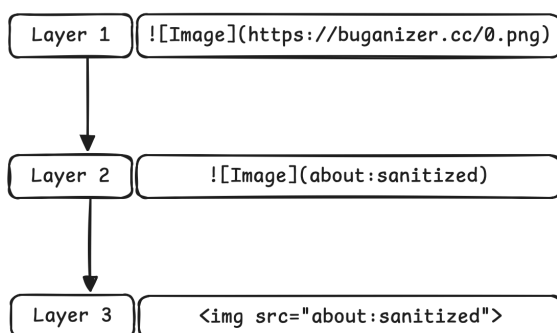 Layer 1 ![Image](https://buganizer.cc/0.png)
Layer 2 ![Image](about:sanitized)
Layer 3 <img src="about:sanitized">